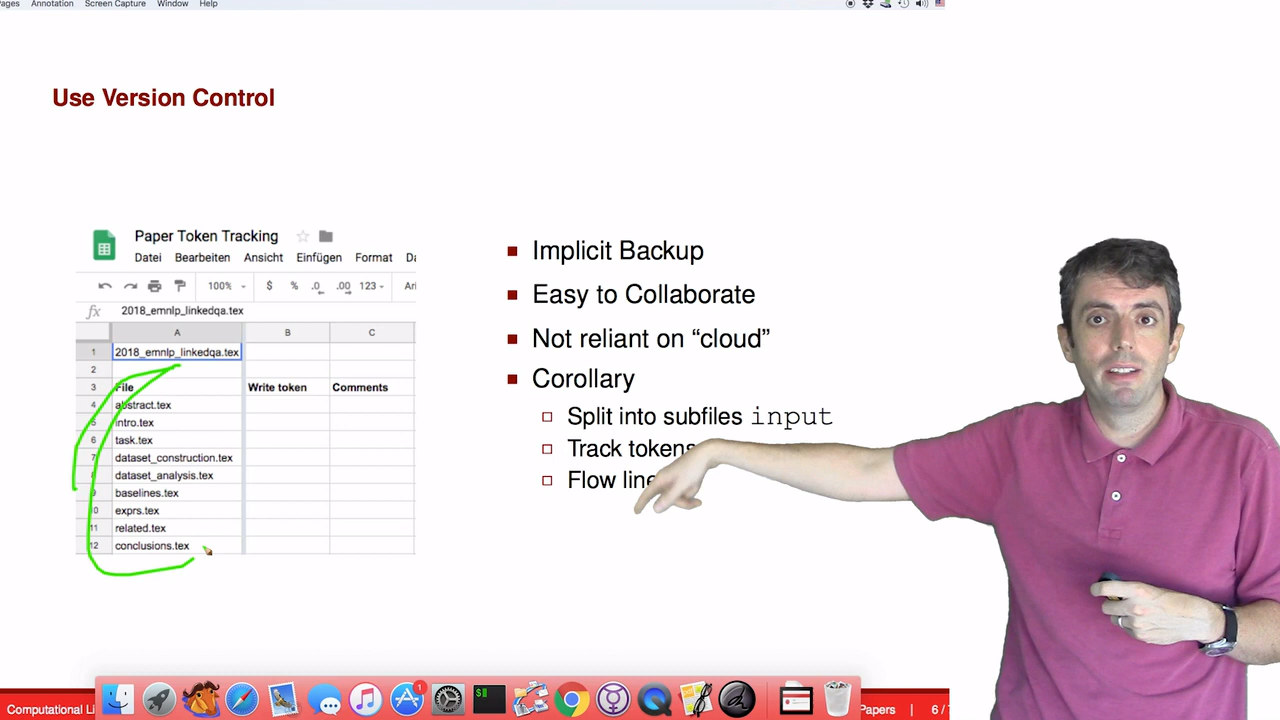 Annotation Screen Capture Window Help
Use Version Control
Paper Token Tracking
Datei Bearbeiten Ansicht Einfügen Format
100% $ % .0 .00 123
fx 2018_emnlp_linkedqa.tex
A B C
1 2018_emnlp_linkedqa.tex
2
3 File Write token Comments
4 abstract.tex
5 intro.tex
6 task.tex
7 dataset_construction.tex
8 dataset_analysis.tex
9 baselines.tex
10 exprs.tex
11 related.tex
12 conclusions.tex
Implicit Backup
Easy to Collaborate
Not reliant on “cloud”
Corollary
Split into subfiles input
Track tokens
Flow line
Computational
Papers | 6 /